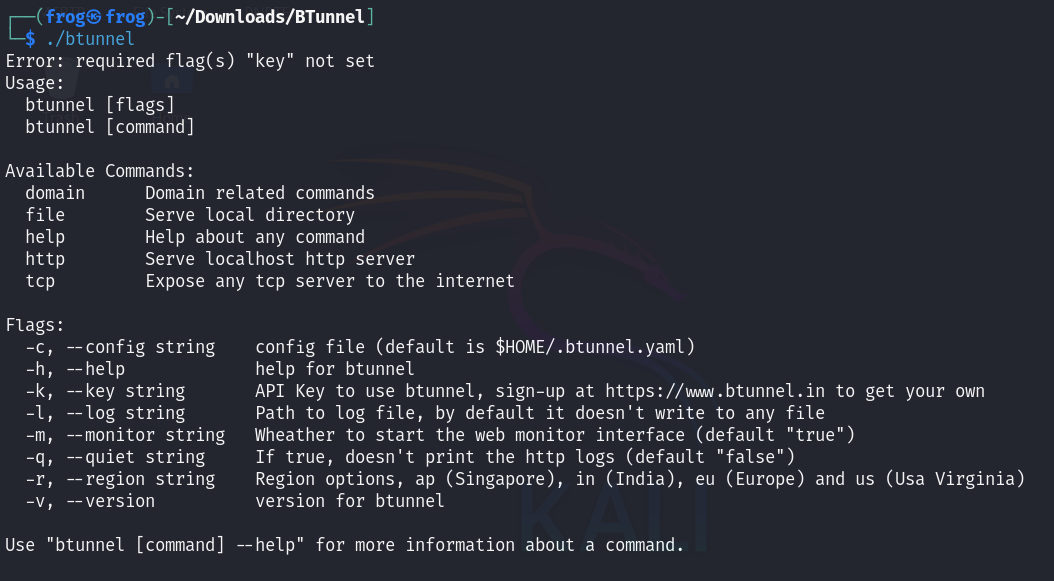 ┌──(frog㉿frog)-[~/Downloads/BTunnel]
└─$ ./btunnel
Error: required flag(s) "key" not set
Usage:
  btunnel [flags]
  btunnel [command]

Available Commands:
  domain      Domain related commands
  file        Serve local directory
  help        Help about any command
  http        Serve localhost http server
  tcp         Expose any tcp server to the internet

Flags:
  -c, --config string    config file (default is $HOME/.btunnel.yaml)
  -h, --help             help for btunnel
  -k, --key string       API Key to use btunnel, sign-up at https://www.btunnel.in to get your own
  -l, --log string       Path to log file, by default it doesn't write to any file
  -m, --monitor string   Wheather to start the web monitor interface (default "true")
  -q, --quiet string     If true, doesn't print the http logs (default "false")
  -r, --region string    Region options, ap (Singapore), in (India), eu (Europe) and us (Usa Virginia)
  -v, --version          version for btunnel

KALI
Use "btunnel [command] --help" for more information about a command.